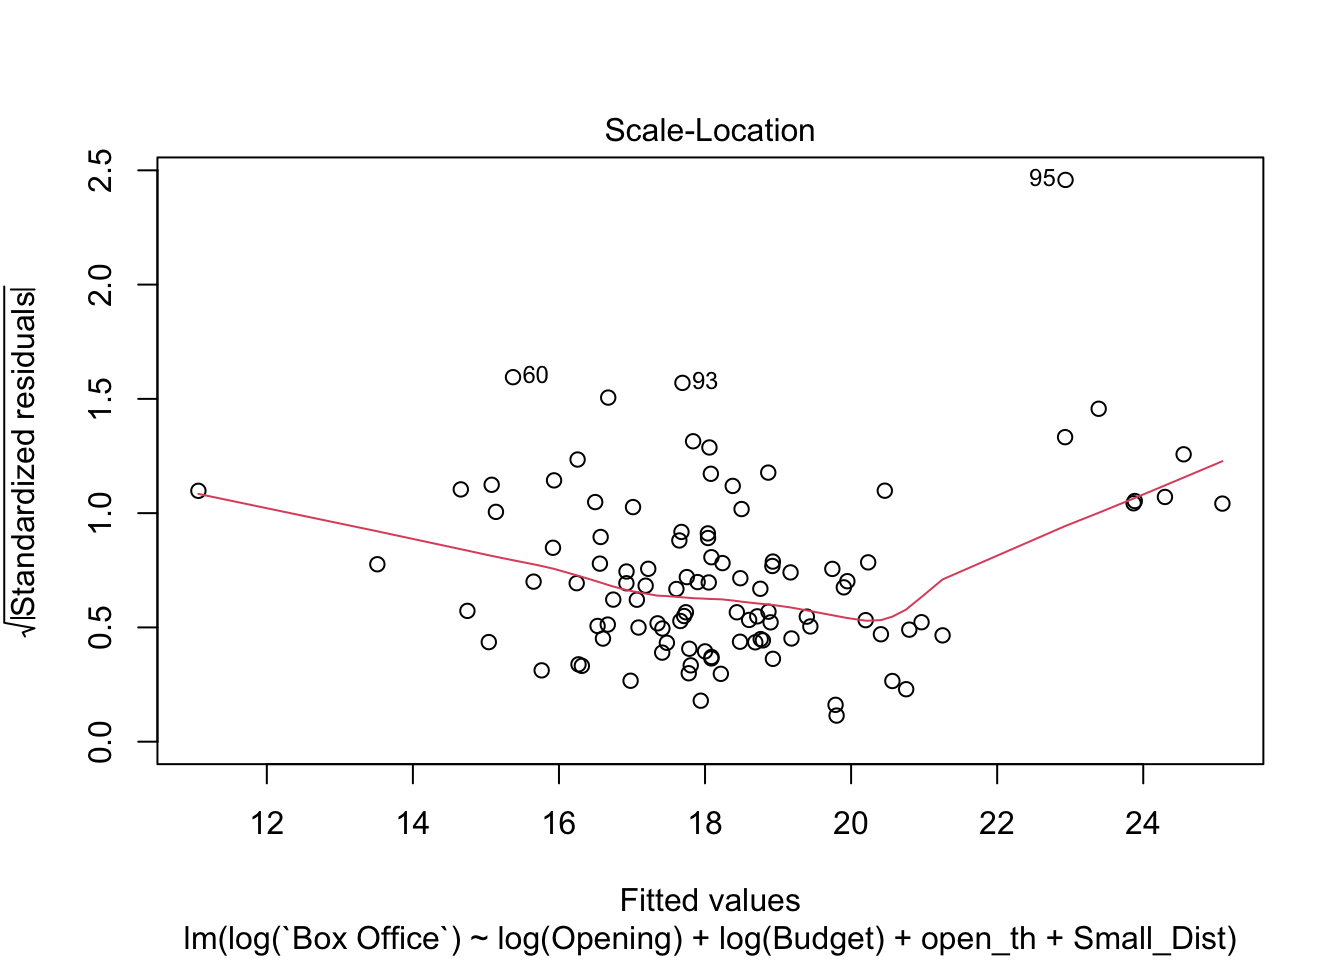 Scale-Location
√|Standardized residuals|
2.5
2.0
1.5
1.0
0.5
0.0
95
60
93
12 14 16 18 20 22 24
Fitted values
lm(log(`Box Office`) ~ log(Opening) + log(Budget) + open_th + Small_Dist)